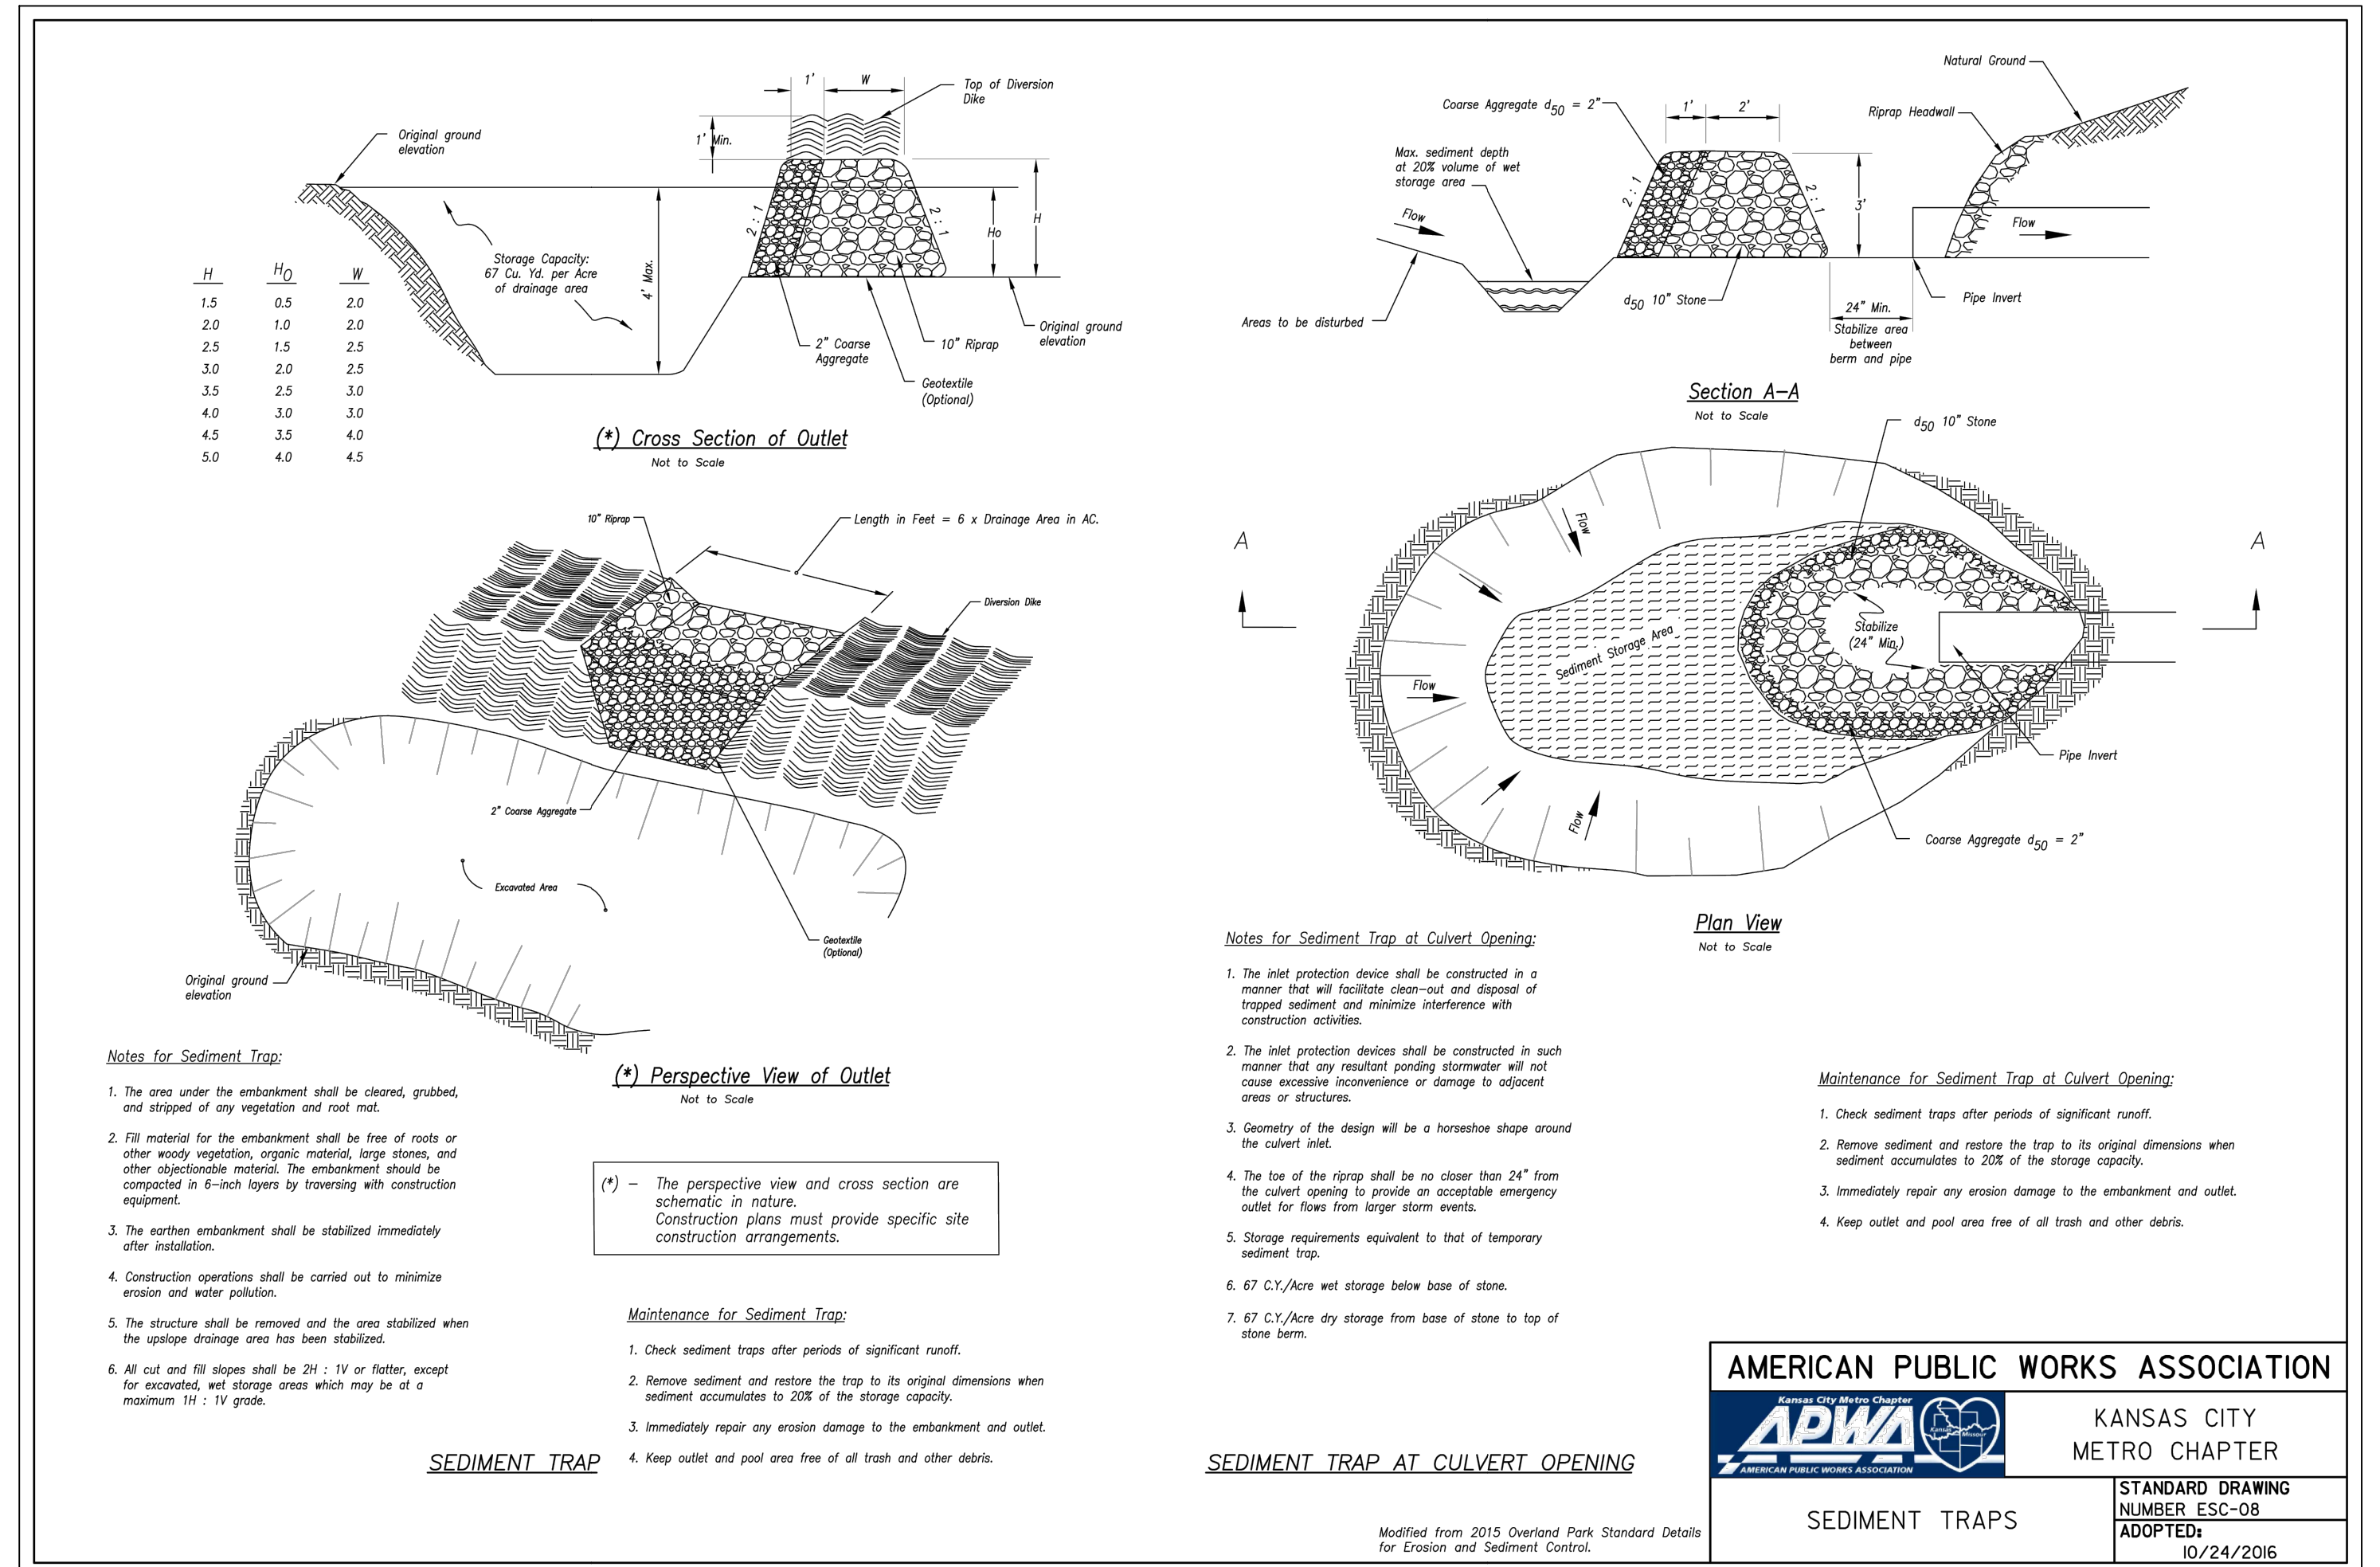 1'
W
Top of Diversion
Dike
1' Min.
Original ground
elevation
2 : 1
2 : 1
H
Ho
4' Max.
Storage Capacity:
67 Cu. Yd. per Acre
of drainage area
2" Coarse
Aggregate
10" Riprap
Geotextile
(Optional)
Original ground
elevation
H HO W
1.5 0.5 2.0
2.0 1.0 2.0
2.5 1.5 2.5
3.0 2.0 2.5
3.5 2.5 3.0
4.0 3.0 3.0
4.5 3.5 4.0
5.0 4.0 4.5
(*) Cross Section of Outlet
Not to Scale
10" Riprap
Length in Feet = 6 x Drainage Area in AC.
Diversion Dike
2" Coarse Aggregate
Excavated Area
Geotextile
(Optional)
Original ground
elevation
(*) Perspective View of Outlet
Not to Scale
Notes for Sediment Trap:
1. The area under the embankment shall be cleared, grubbed,
and stripped of any vegetation and root mat.
2. Fill material for the embankment shall be free of roots or
other woody vegetation, organic material, large stones, and
other objectionable material. The embankment should be
compacted in 6-inch layers by traversing with construction
equipment.
3. The earthen embankment shall be stabilized immediately
after installation.
4. Construction operations shall be carried out to minimize
erosion and water pollution.
5. The structure shall be removed and the area stabilized when
the upslope drainage area has been stabilized.
6. All cut and fill slopes shall be 2H : 1V or flatter, except
for excavated, wet storage areas which may be at a
maximum 1H : 1V grade.
(*) - The perspective view and cross section are
schematic in nature.
Construction plans must provide specific site
construction arrangements.
Maintenance for Sediment Trap:
1. Check sediment traps after periods of significant runoff.
2. Remove sediment and restore the trap to its original dimensions when
sediment accumulates to 20% of the storage capacity.
3. Immediately repair any erosion damage to the embankment and outlet.
4. Keep outlet and pool area free of all trash and other debris.
SEDIMENT TRAP
Natural Ground
Coarse Aggregate d50 = 2"
1'
2'
Riprap Headwall
Max. sediment depth
at 20% volume of wet
storage area
Flow
2 : 1
2 : 1
3'
Flow
Areas to be disturbed
d50 10" Stone
24" Min.
Stabilize area
between
berm and pipe
Pipe Invert
Section A-A
Not to Scale
d50 10" Stone
A
A
Flow
Flow
Flow
Sediment Storage Area
Stabilize
(24" Min.)
Pipe Invert
Coarse Aggregate d50 = 2"
Plan View
Not to Scale
Notes for Sediment Trap at Culvert Opening:
1. The inlet protection device shall be constructed in a
manner that will facilitate clean-out and disposal of
trapped sediment and minimize interference with
construction activities.
2. The inlet protection devices shall be constructed in such
manner that any resultant ponding stormwater will not
cause excessive inconvenience or damage to adjacent
areas or structures.
3. Geometry of the design will be a horseshoe shape around
the culvert inlet.
4. The toe of the riprap shall be no closer than 24" from
the culvert opening to provide an acceptable emergency
outlet for flows from larger storm events.
5. Storage requirements equivalent to that of temporary
sediment trap.
6. 67 C.Y./Acre wet storage below base of stone.
7. 67 C.Y./Acre dry storage from base of stone to top of
stone berm.
Maintenance for Sediment Trap at Culvert Opening:
1. Check sediment traps after periods of significant runoff.
2. Remove sediment and restore the trap to its original dimensions when
sediment accumulates to 20% of the storage capacity.
3. Immediately repair any erosion damage to the embankment and outlet.
4. Keep outlet and pool area free of all trash and other debris.
SEDIMENT TRAP AT CULVERT OPENING
Modified from 2015 Overland Park Standard Details
for Erosion and Sediment Control.
AMERICAN PUBLIC WORKS ASSOCIATION
Kansas City Metro Chapter
APWA
Kansas
Missouri
AMERICAN PUBLIC WORKS ASSOCIATION
KANSAS CITY
METRO CHAPTER
SEDIMENT TRAPS
STANDARD DRAWING
NUMBER ESC-08
ADOPTED:
10/24/2016